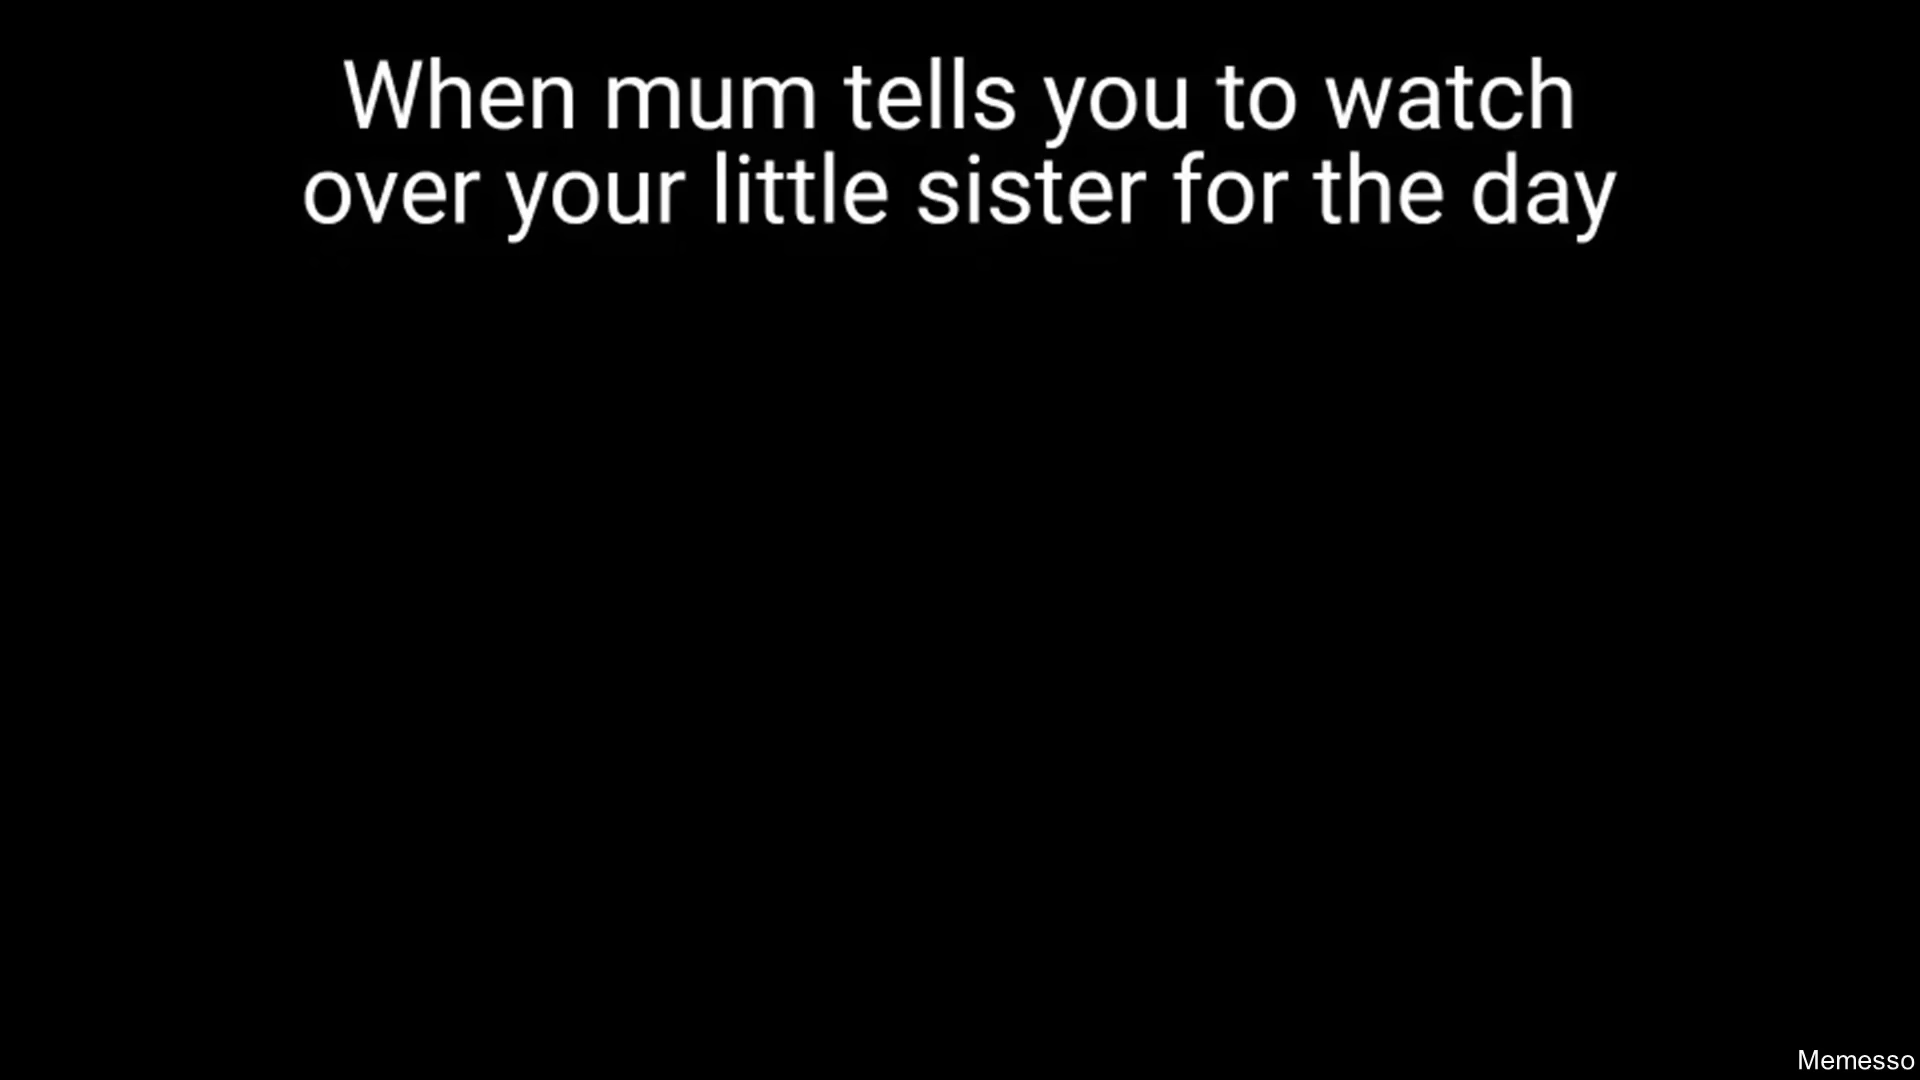 When mum tells you to watch
over your little sister for the day
Memesso